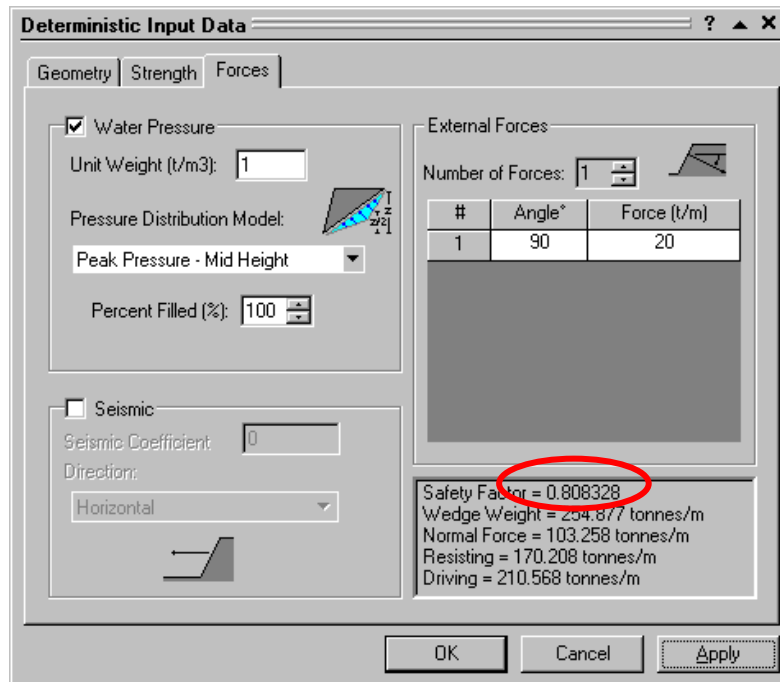 Deterministic Input Data ?
Geometry Strength Forces
Water Pressure
Unit Weight (t/m3): 1
Pressure Distribution Model:
z
z/2
Peak Pressure - Mid Height
Percent Filled (%): 100
Seismic
Seismic Coefficient 0
Direction:
Horizontal
External Forces
Number of Forces: 1
# Angle° Force (t/m)
1 90 20
Safety Factor = 0.808328
Wedge Weight = 254.877 tonnes/m
Normal Force = 103.258 tonnes/m
Resisting = 170.208 tonnes/m
Driving = 210.568 tonnes/m
OK Cancel Apply